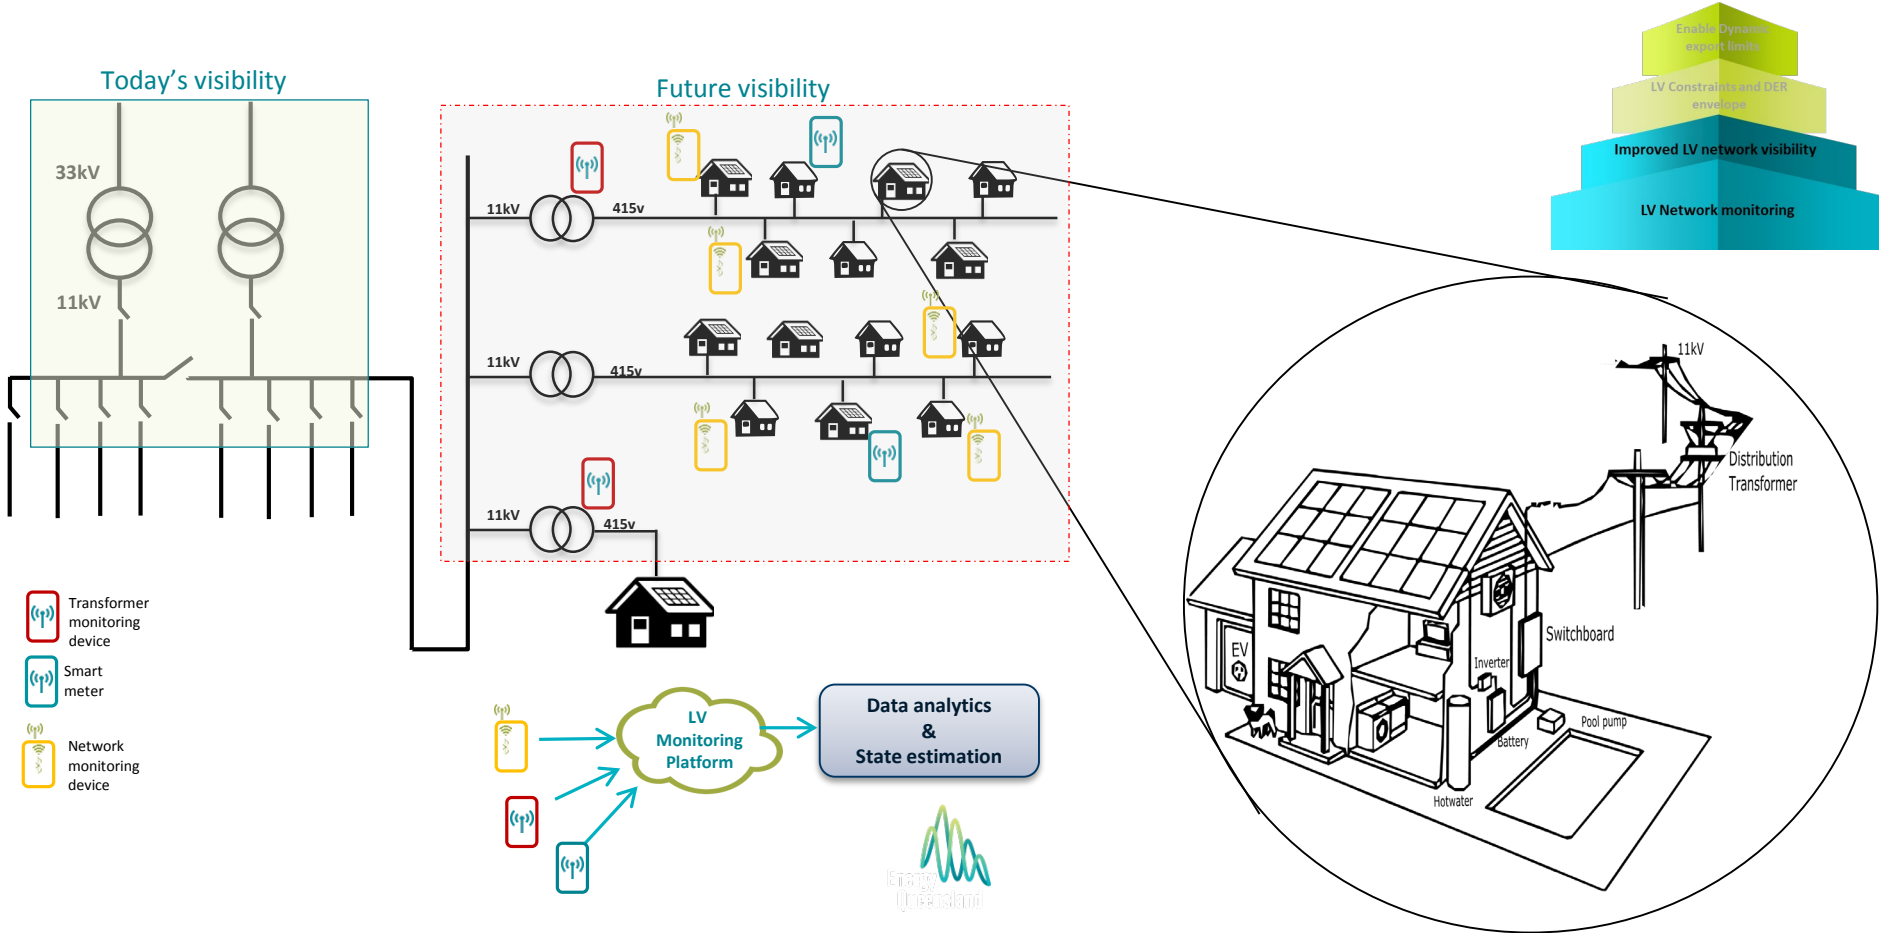 Today's visibility
33kV
11kV
Future visibility
11kV
415v
11kV
415v
11kV
415v
Transformer
monitoring
device
Smart
meter
Network
monitoring
device
LV
Monitoring
Platform
Data analytics
&
State estimation
Energy
Queensland
Enable Dynamic
export limits
LV Constraints and DER
envelope
Improved LV network visibility
LV Network monitoring
11kV
Distribution
Transformer
Switchboard
EV
Inverter
Pool pump
Battery
Hotwater